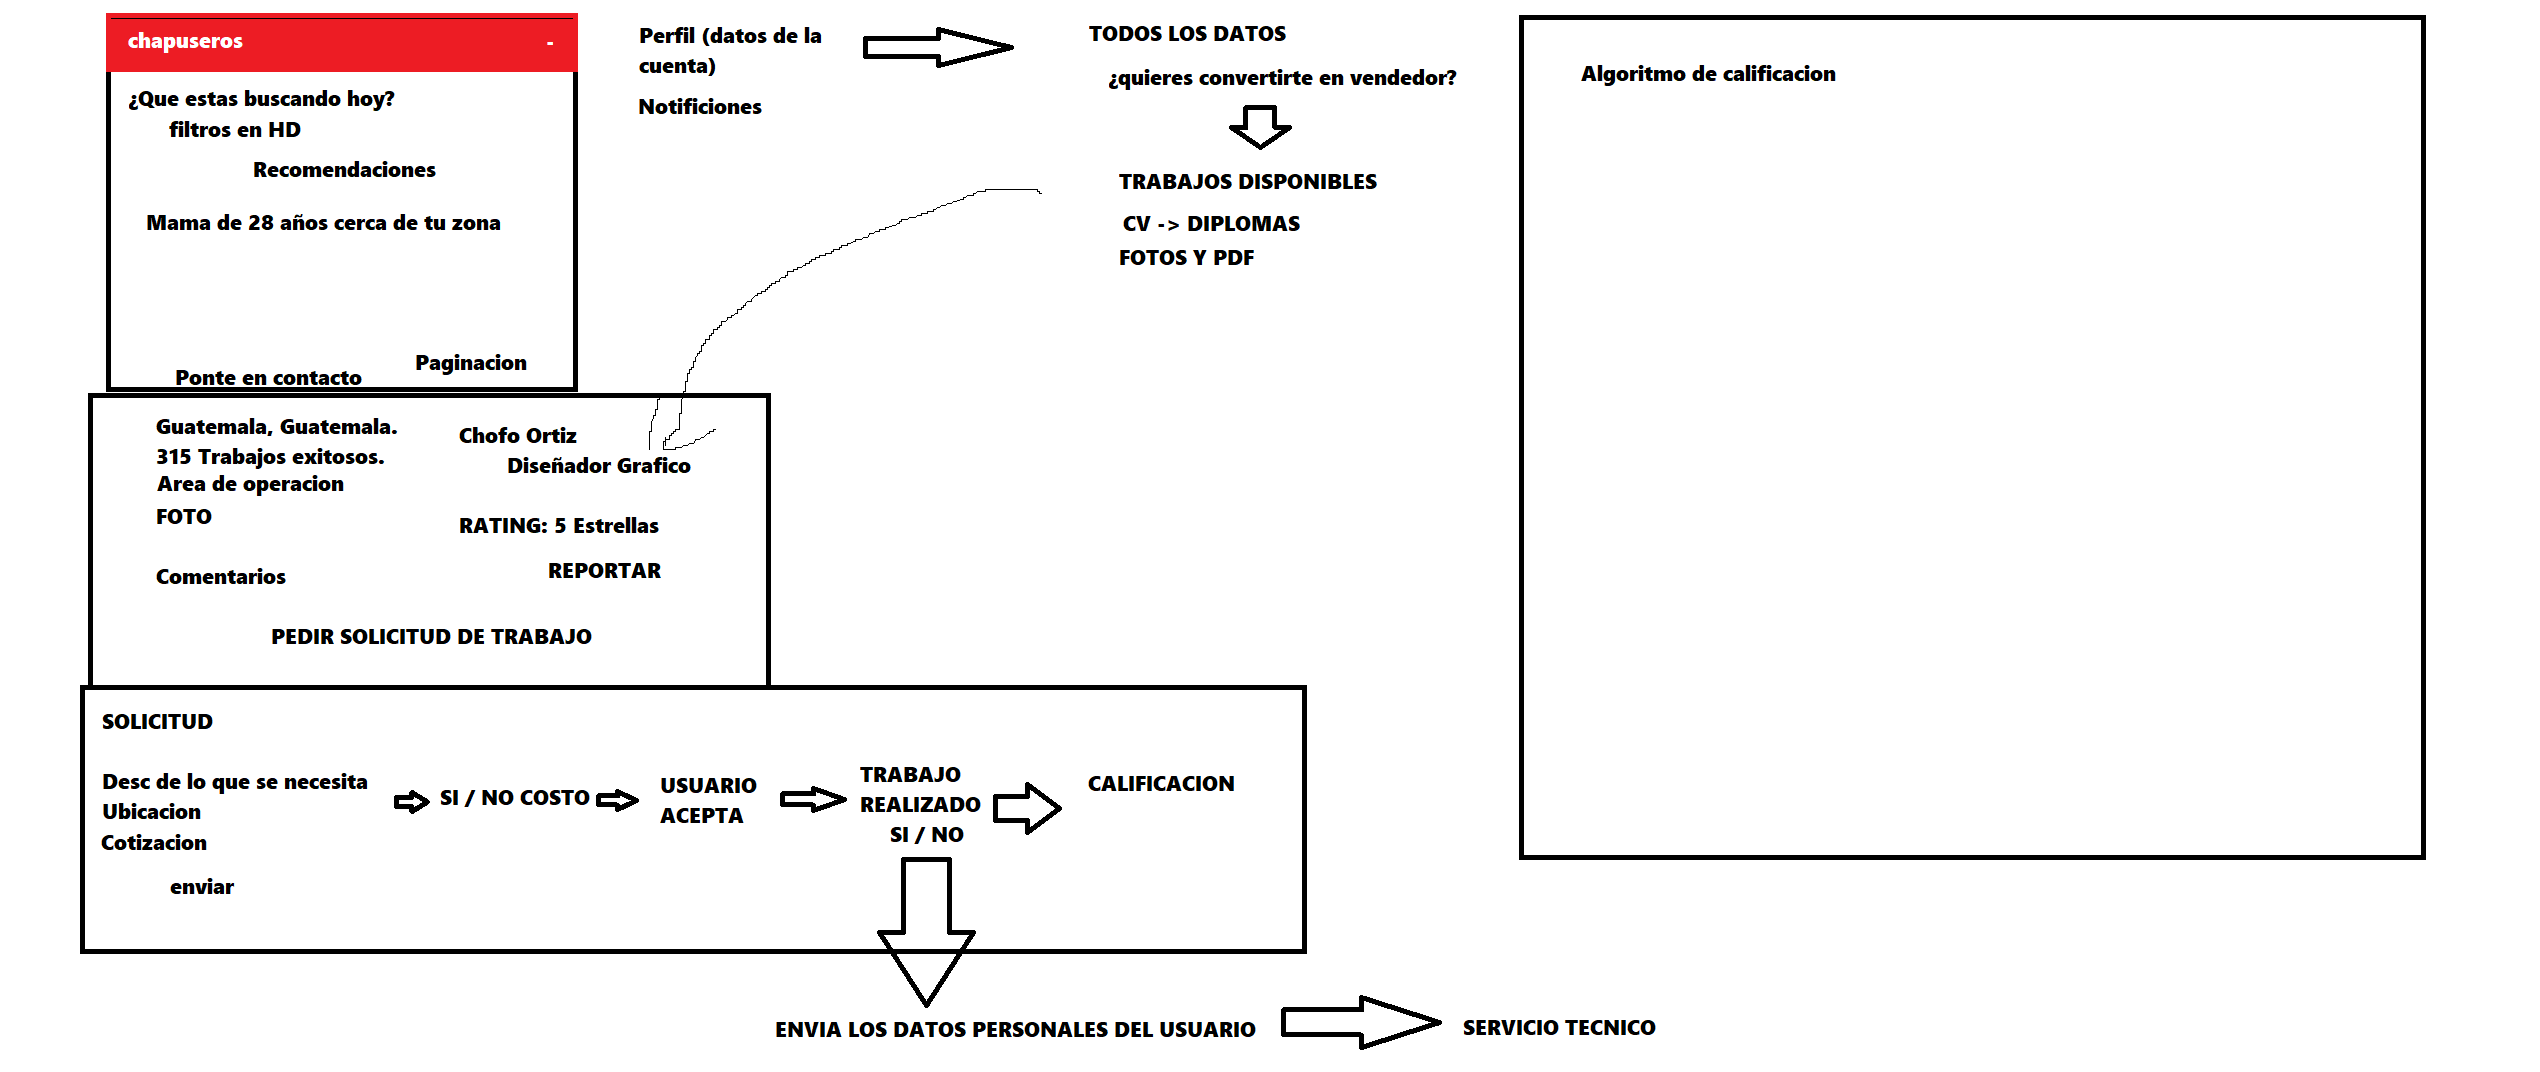 chapuseros -
¿Que estas buscando hoy?
filtros en HD
Recomendaciones
Mama de 28 años cerca de tu zona
Paginacion
Ponte en contacto
Perfil (datos de la
cuenta)
Notificiones
TODOS LOS DATOS
¿quieres convertirte en vendedor?
TRABAJOS DISPONIBLES
CV -> DIPLOMAS
FOTOS Y PDF
Algoritmo de calificacion
Guatemala, Guatemala.
315 Trabajos exitosos.
Area de operacion
FOTO
Comentarios
Chofo Ortiz
Diseñador Grafico
RATING: 5 Estrellas
REPORTAR
PEDIR SOLICITUD DE TRABAJO
SOLICITUD
Desc de lo que se necesita
Ubicacion
Cotizacion
enviar
SI / NO COSTO
USUARIO
ACEPTA
TRABAJO
REALIZADO
SI / NO
CALIFICACION
ENVIA LOS DATOS PERSONALES DEL USUARIO
SERVICIO TECNICO